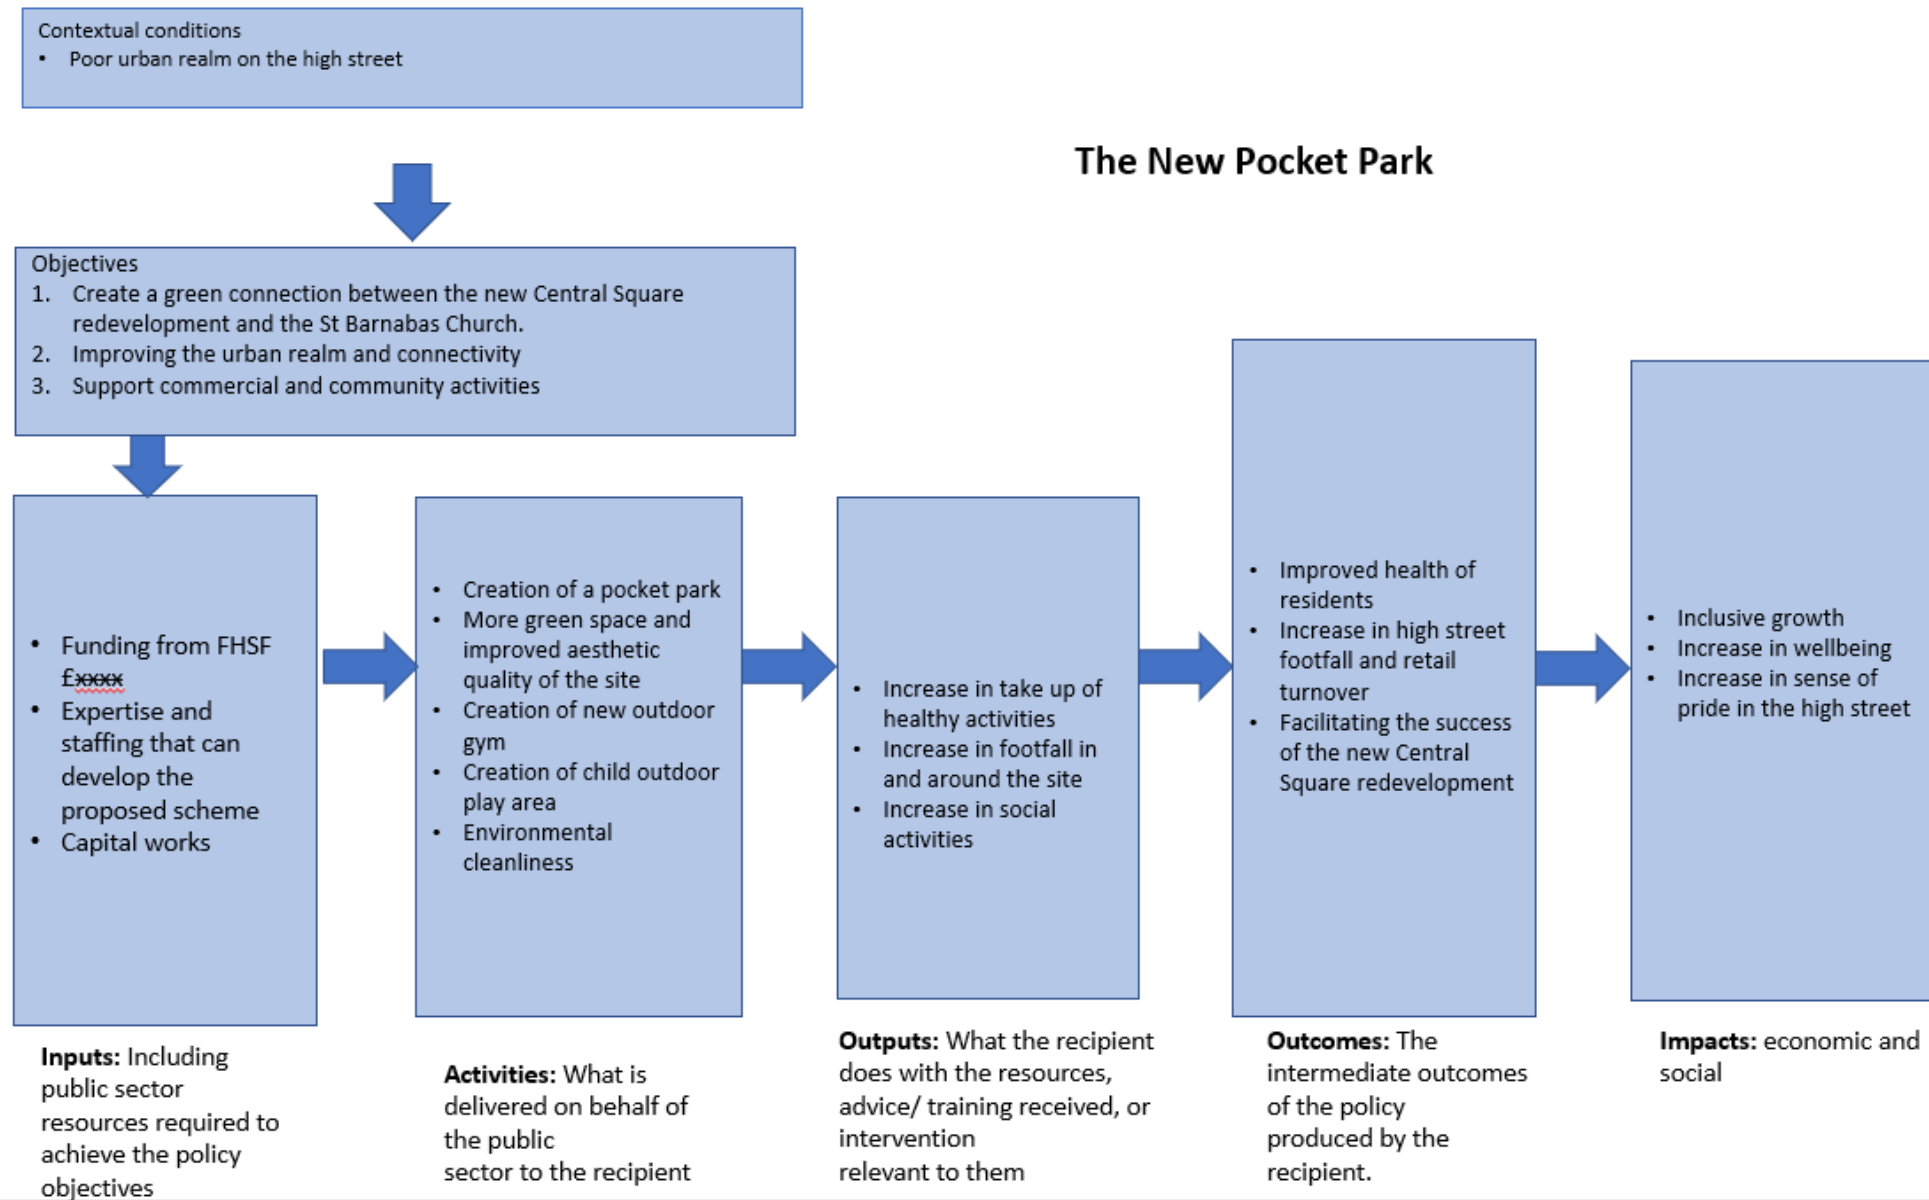 Contextual conditions
• Poor urban realm on the high street
The New Pocket Park
Objectives
1. Create a green connection between the new Central Square
redevelopment and the St Barnabas Church.
2. Improving the urban realm and connectivity
3. Support commercial and community activities
• Funding from FHSF
£xxxx
• Expertise and
staffing that can
develop the
proposed scheme
• Capital works
• Creation of a pocket park
• More green space and
improved aesthetic
quality of the site
• Creation of new outdoor
gym
• Creation of child outdoor
play area
• Environmental
cleanliness
• Increase in take up of
healthy activities
• Increase in footfall in
and around the site
• Increase in social
activities
• Improved health of
residents
• Increase in high street
footfall and retail
turnover
• Facilitating the success
of the new Central
Square redevelopment
• Inclusive growth
• Increase in wellbeing
• Increase in sense of
pride in the high street
Inputs: Including
public sector
resources required to
achieve the policy
objectives
Activities: What is
delivered on behalf of
the public
sector to the recipient
Outputs: What the recipient
does with the resources,
advice/ training received, or
intervention
relevant to them
Outcomes: The
intermediate outcomes
of the policy
produced by the
recipient.
Impacts: economic and
social